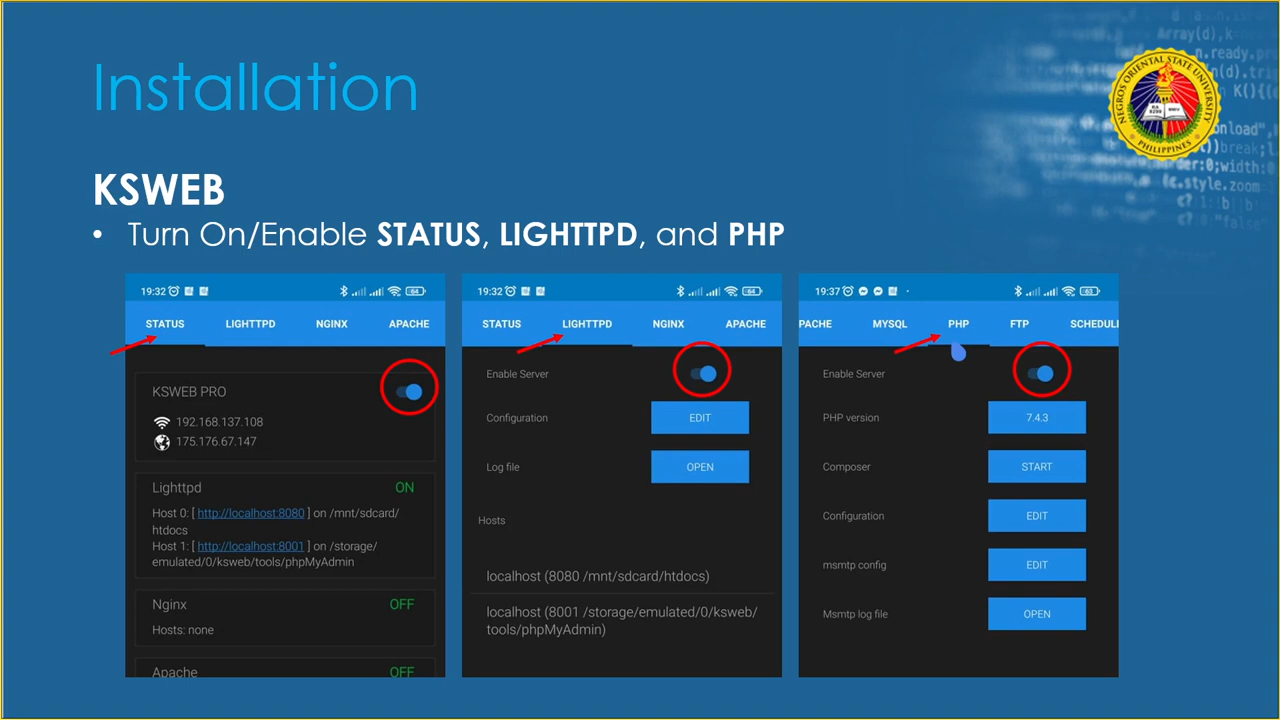 Installation
NEGROS ORIENTAL STATE UNIVERSITY
PHILIPPINES
KSWEB
• Turn On/Enable STATUS, LIGHTTPD, and PHP
19:32
64
STATUS LIGHTTPD NGINX APACHE
KSWEB PRO
192.168.137.108
175.176.67.147
Lighttpd ON
Host 0: [ http://localhost:8080 ] on /mnt/sdcard/
htdocs
Host 1: [ http://localhost:8001 ] on /storage/
emulated/0/ksweb/tools/phpMyAdmin
Nginx OFF
Hosts: none
Apache OFF
19:32
64
STATUS LIGHTTPD NGINX APACHE
Enable Server
Configuration EDIT
Log file OPEN
Hosts
localhost (8080 /mnt/sdcard/htdocs)
localhost (8001 /storage/emulated/0/ksweb/
tools/phpMyAdmin)
19:37
63
PACHE MYSQL PHP FTP SCHEDUL
Enable Server
PHP version 7.4.3
Composer START
Configuration EDIT
msmtp config EDIT
Msmtp log file OPEN